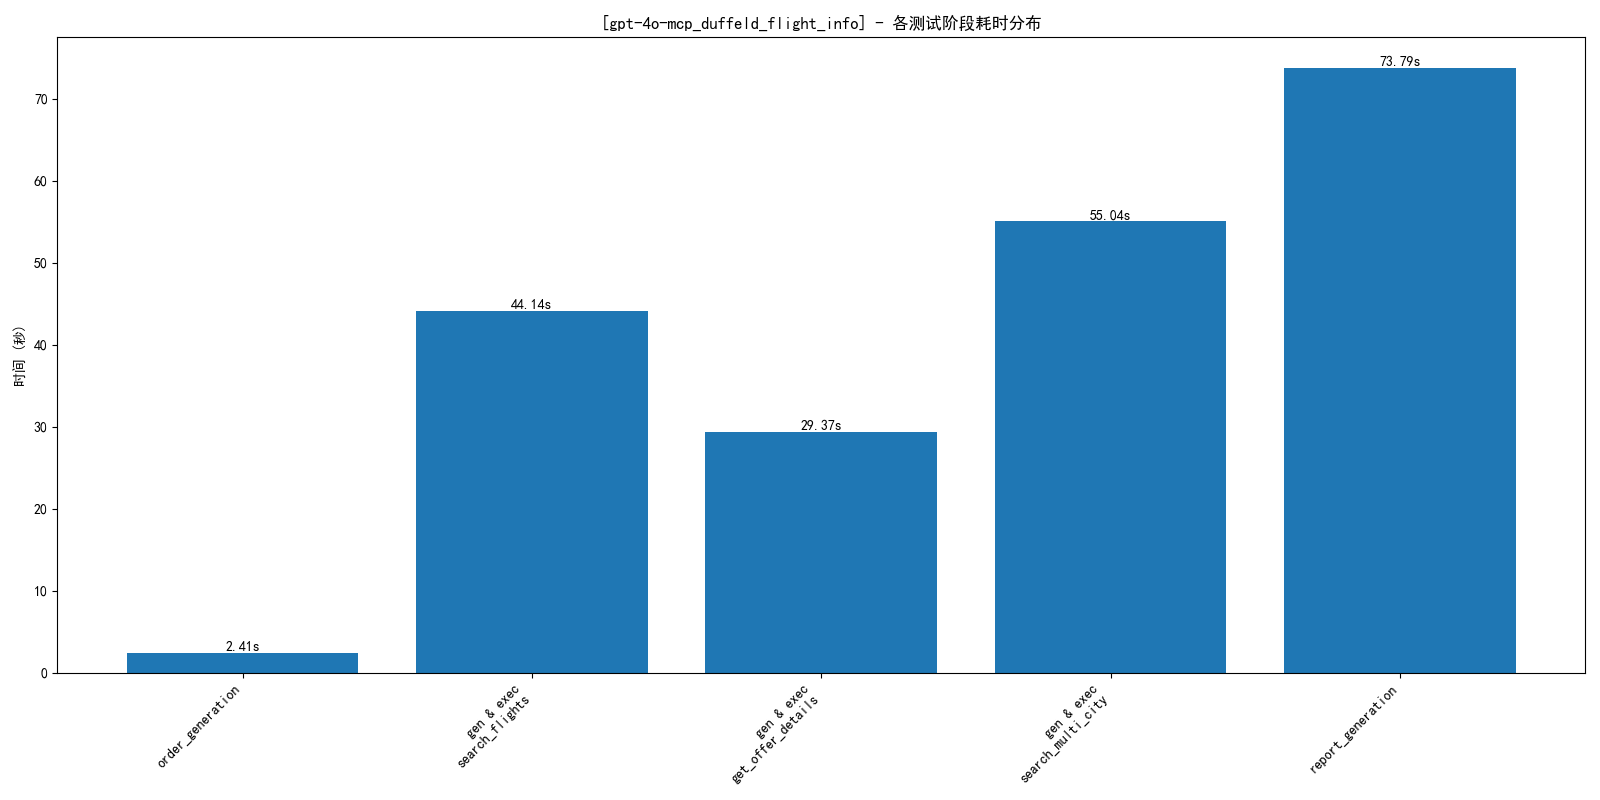 [gpt-4o-mcp_duffeld_flight_info] - 各测试阶段耗时分布
时间 (秒)
70
60
50
40
30
20
10
0
2.41s
44.14s
29.37s
55.04s
73.79s
order_generation
gen & exec
search_flights
gen & exec
get_offer_details
gen & exec
search_multi_city
report_generation